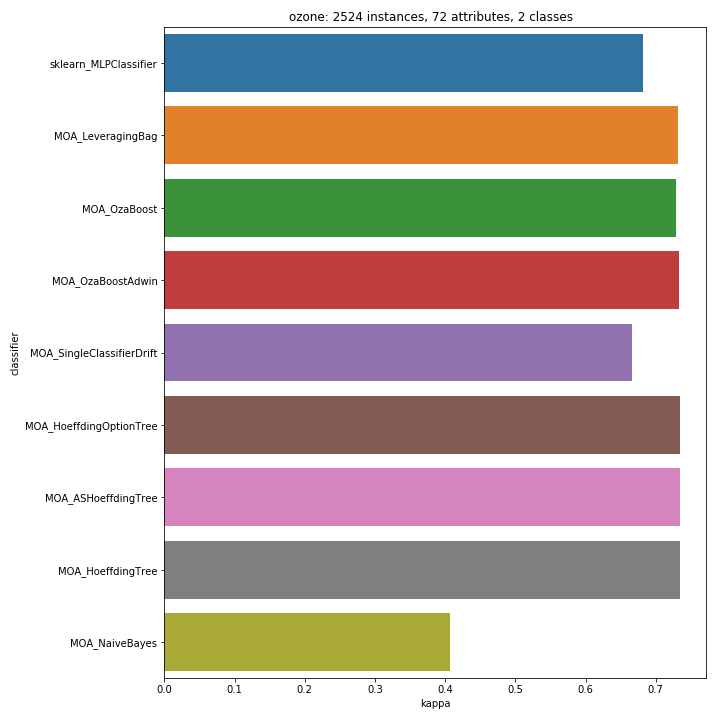 ozone: 2524 instances, 72 attributes, 2 classes
sklearn_MLPClassifier
MOA_LeveragingBag
MOA_OzaBoost
MOA_OzaBoostAdwin
MOA_SingleClassifierDrift
MOA_HoeffdingOptionTree
MOA_ASHoeffdingTree
MOA_HoeffdingTree
MOA_NaiveBayes
classifier
0.0 0.1 0.2 0.3 0.4 0.5 0.6 0.7
kappa